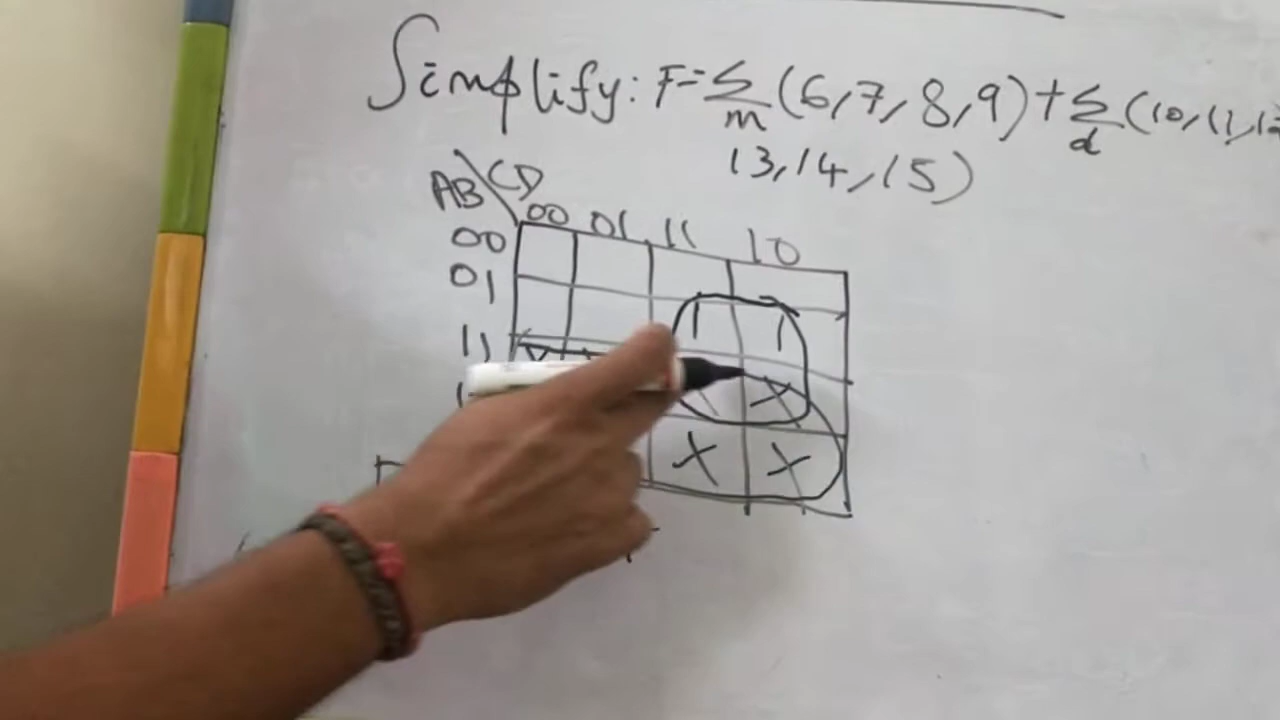 Simplify: F=Σm(6,7,8,9)+Σd(10,11,
13,14,15)
AB\CD
00 01 11 10
00
01 1 1
11 X
X X